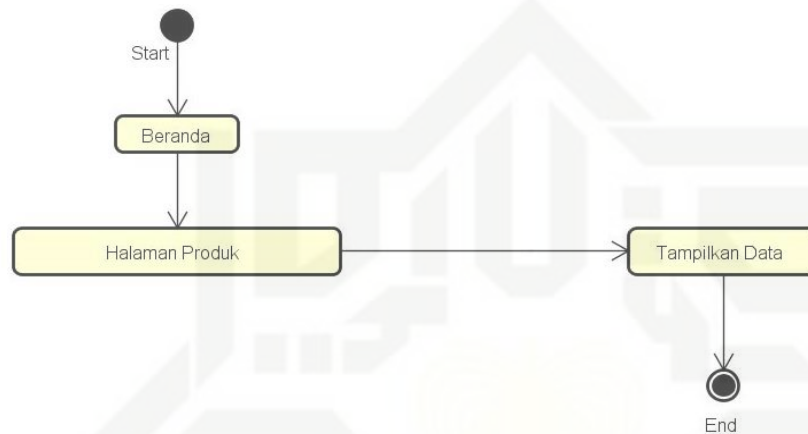 Start
Beranda
Halaman Produk
Tampilkan Data
End